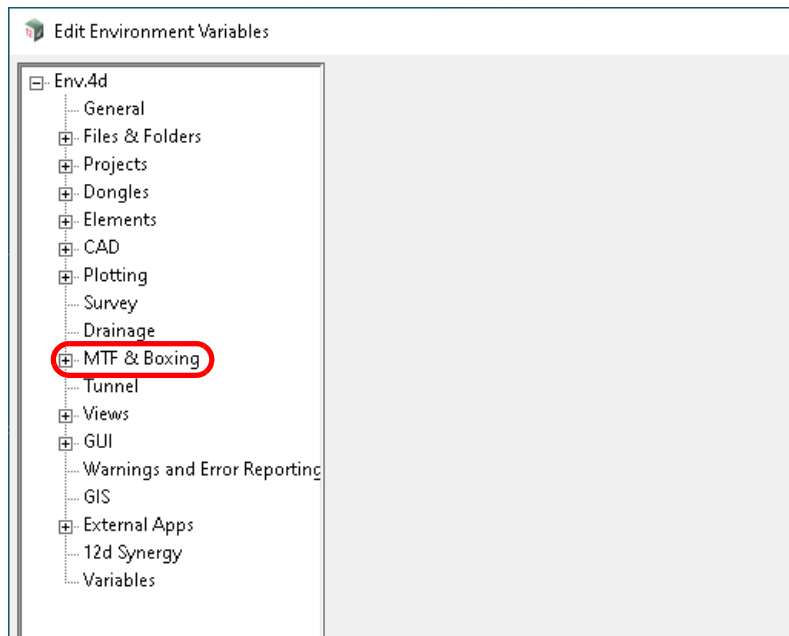 Edit Environment Variables
Env.4d
General
Files & Folders
Projects
Dongles
Elements
CAD
Plotting
Survey
Drainage
MTF & Boxing
Tunnel
Views
GUI
Warnings and Error Reporting
GIS
External Apps
12d Synergy
Variables